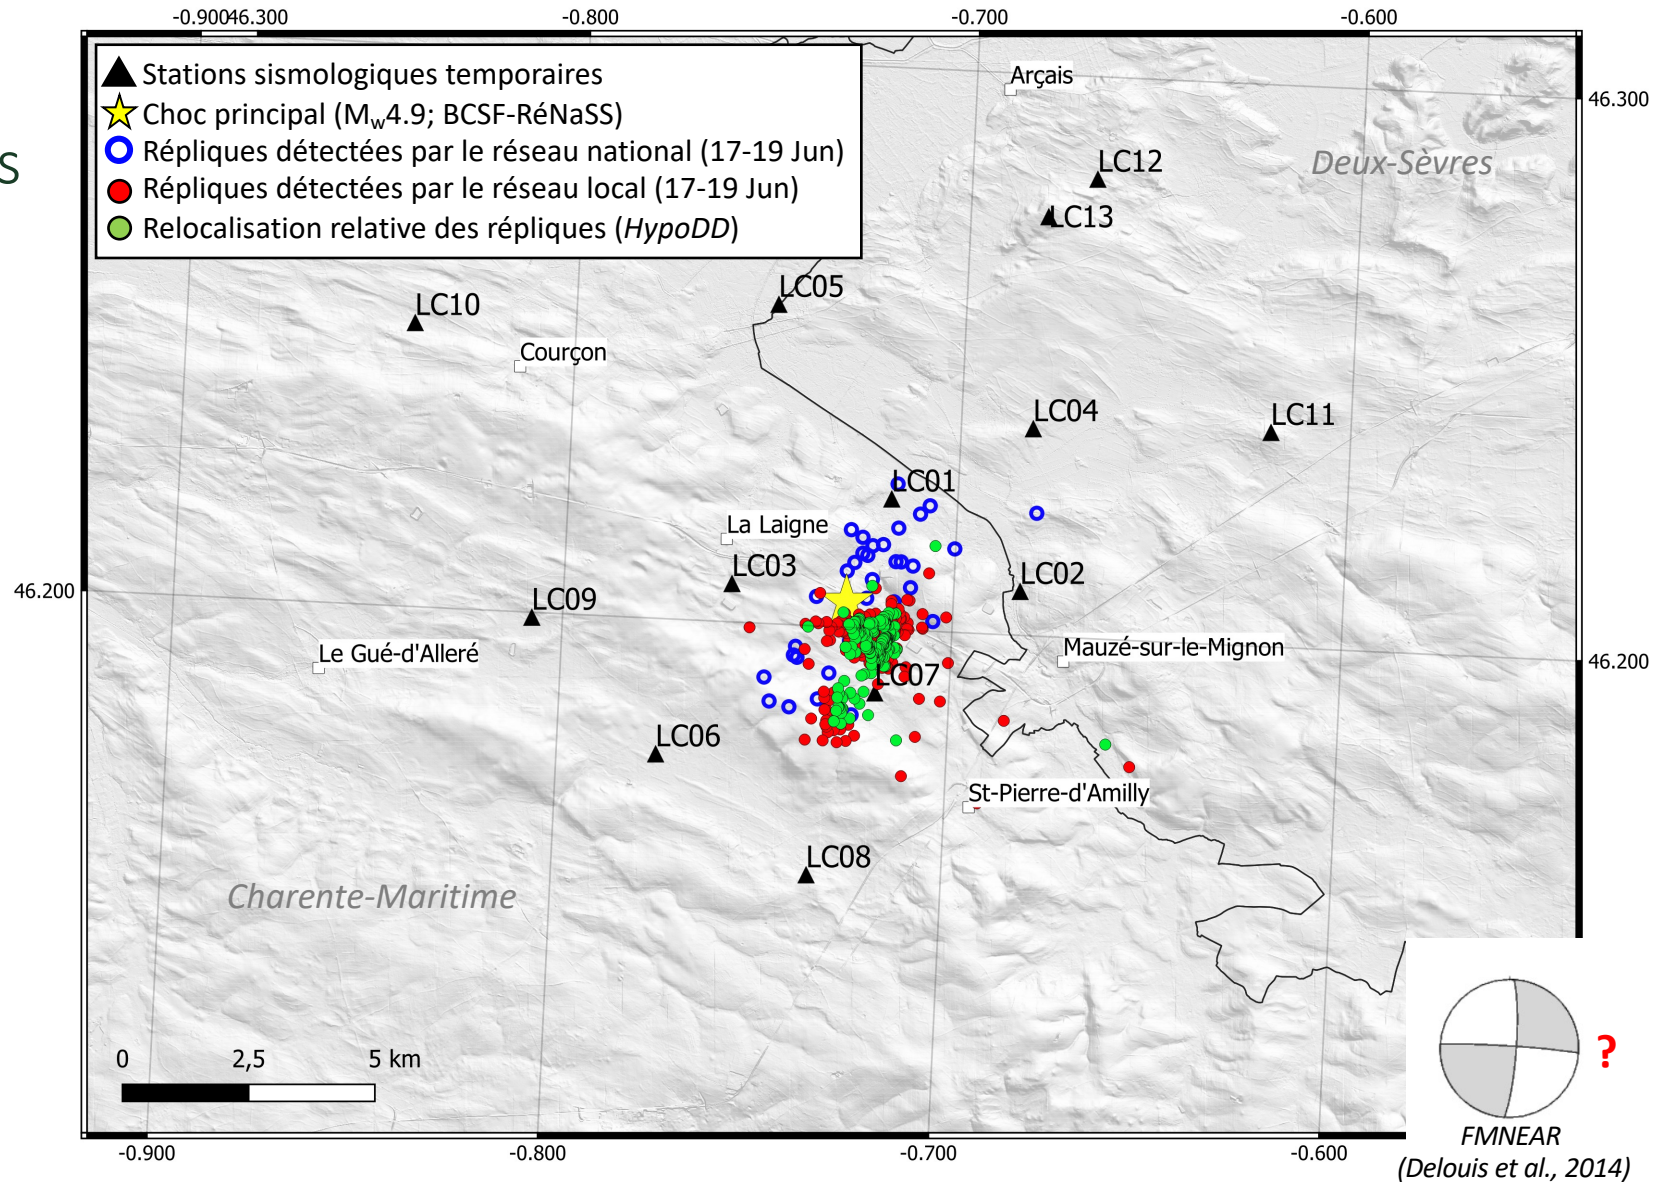 -0.90046.300
-0.800
-0.700
-0.600
S
Stations sismologiques temporaires
Choc principal (Mw4.9; BCSF-RéNaSS)
Répliques détectées par le réseau national (17-19 Jun)
Répliques détectées par le réseau local (17-19 Jun)
Relocalisation relative des répliques (HypoDD)
Arçais
46.300
LC12
Deux-Sèvres
LC13
LC05
LC10
Courçon
LC04
LC11
LC01
La Laigne
LC03
LC02
46.200
LC09
Le Gué-d'Alleré
Mauzé-sur-le-Mignon
46.200
LC07
LC06
St-Pierre-d'Amilly
LC08
Charente-Maritime
0
2,5
5 km
?
FMNEAR
(Delouis et al., 2014)
-0.900
-0.800
-0.700
-0.600